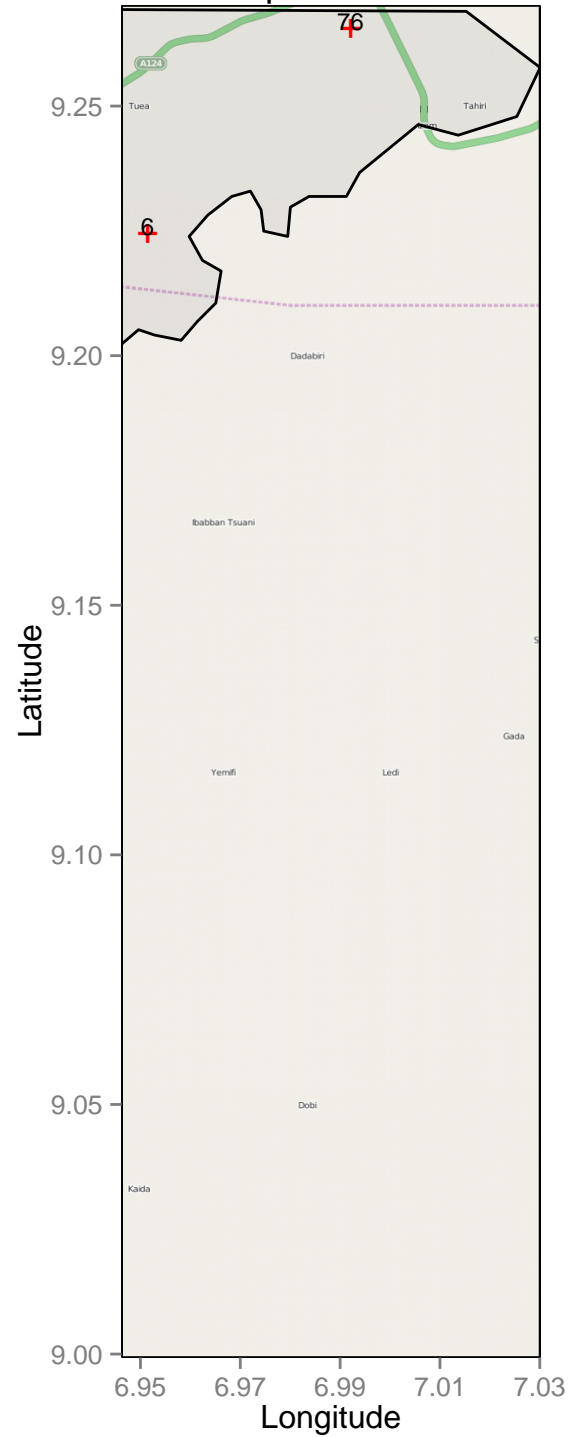 76
A124
9.25
Tuea
Tahiri
6
9.20
Dadabiri
Ibabban Tsuani
9.15
S
Latitude
Gada
Yemifi
Ledi
9.10
9.05
Dobi
Kaida
9.00
6.95 6.97 6.99 7.01 7.03
Longitude